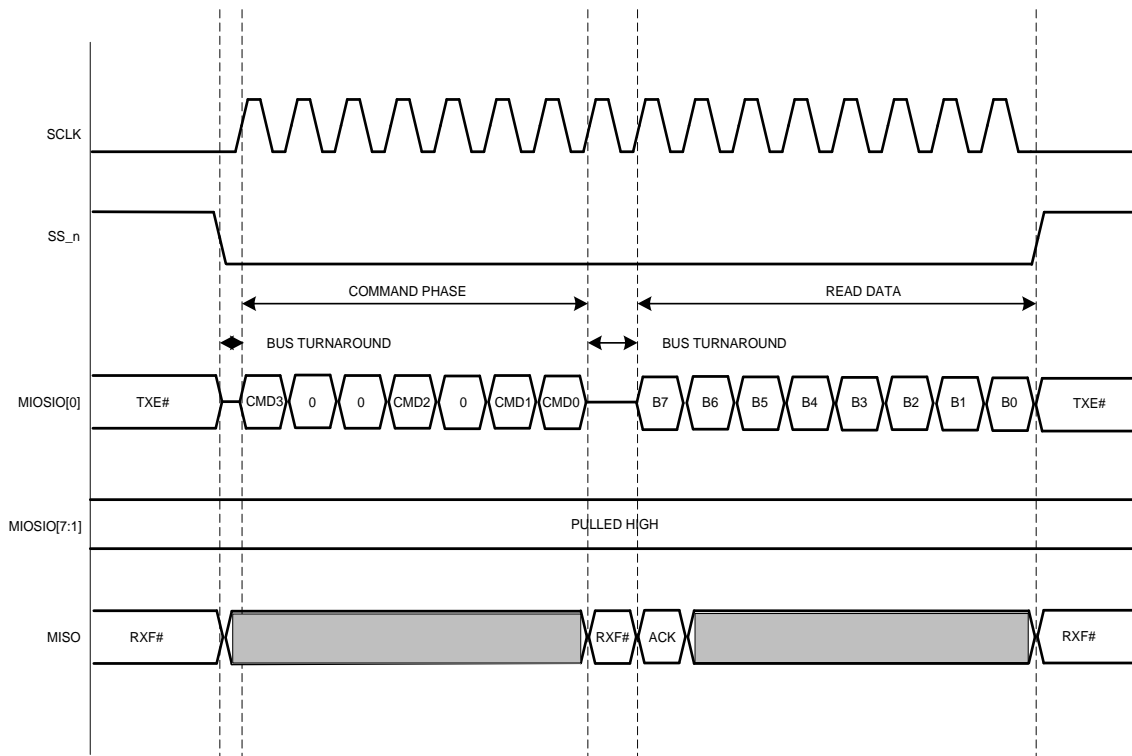 SCLK
SS_n
COMMAND PHASE READ DATA
BUS TURNAROUND BUS TURNAROUND
MIOSIO[0] TXE# CMD3 0 0 CMD2 0 CMD1 CMD0 B7 B6 B5 B4 B3 B2 B1 B0 TXE#
MIOSIO[7:1] PULLED HIGH
MISO RXF# RXF# ACK RXF#